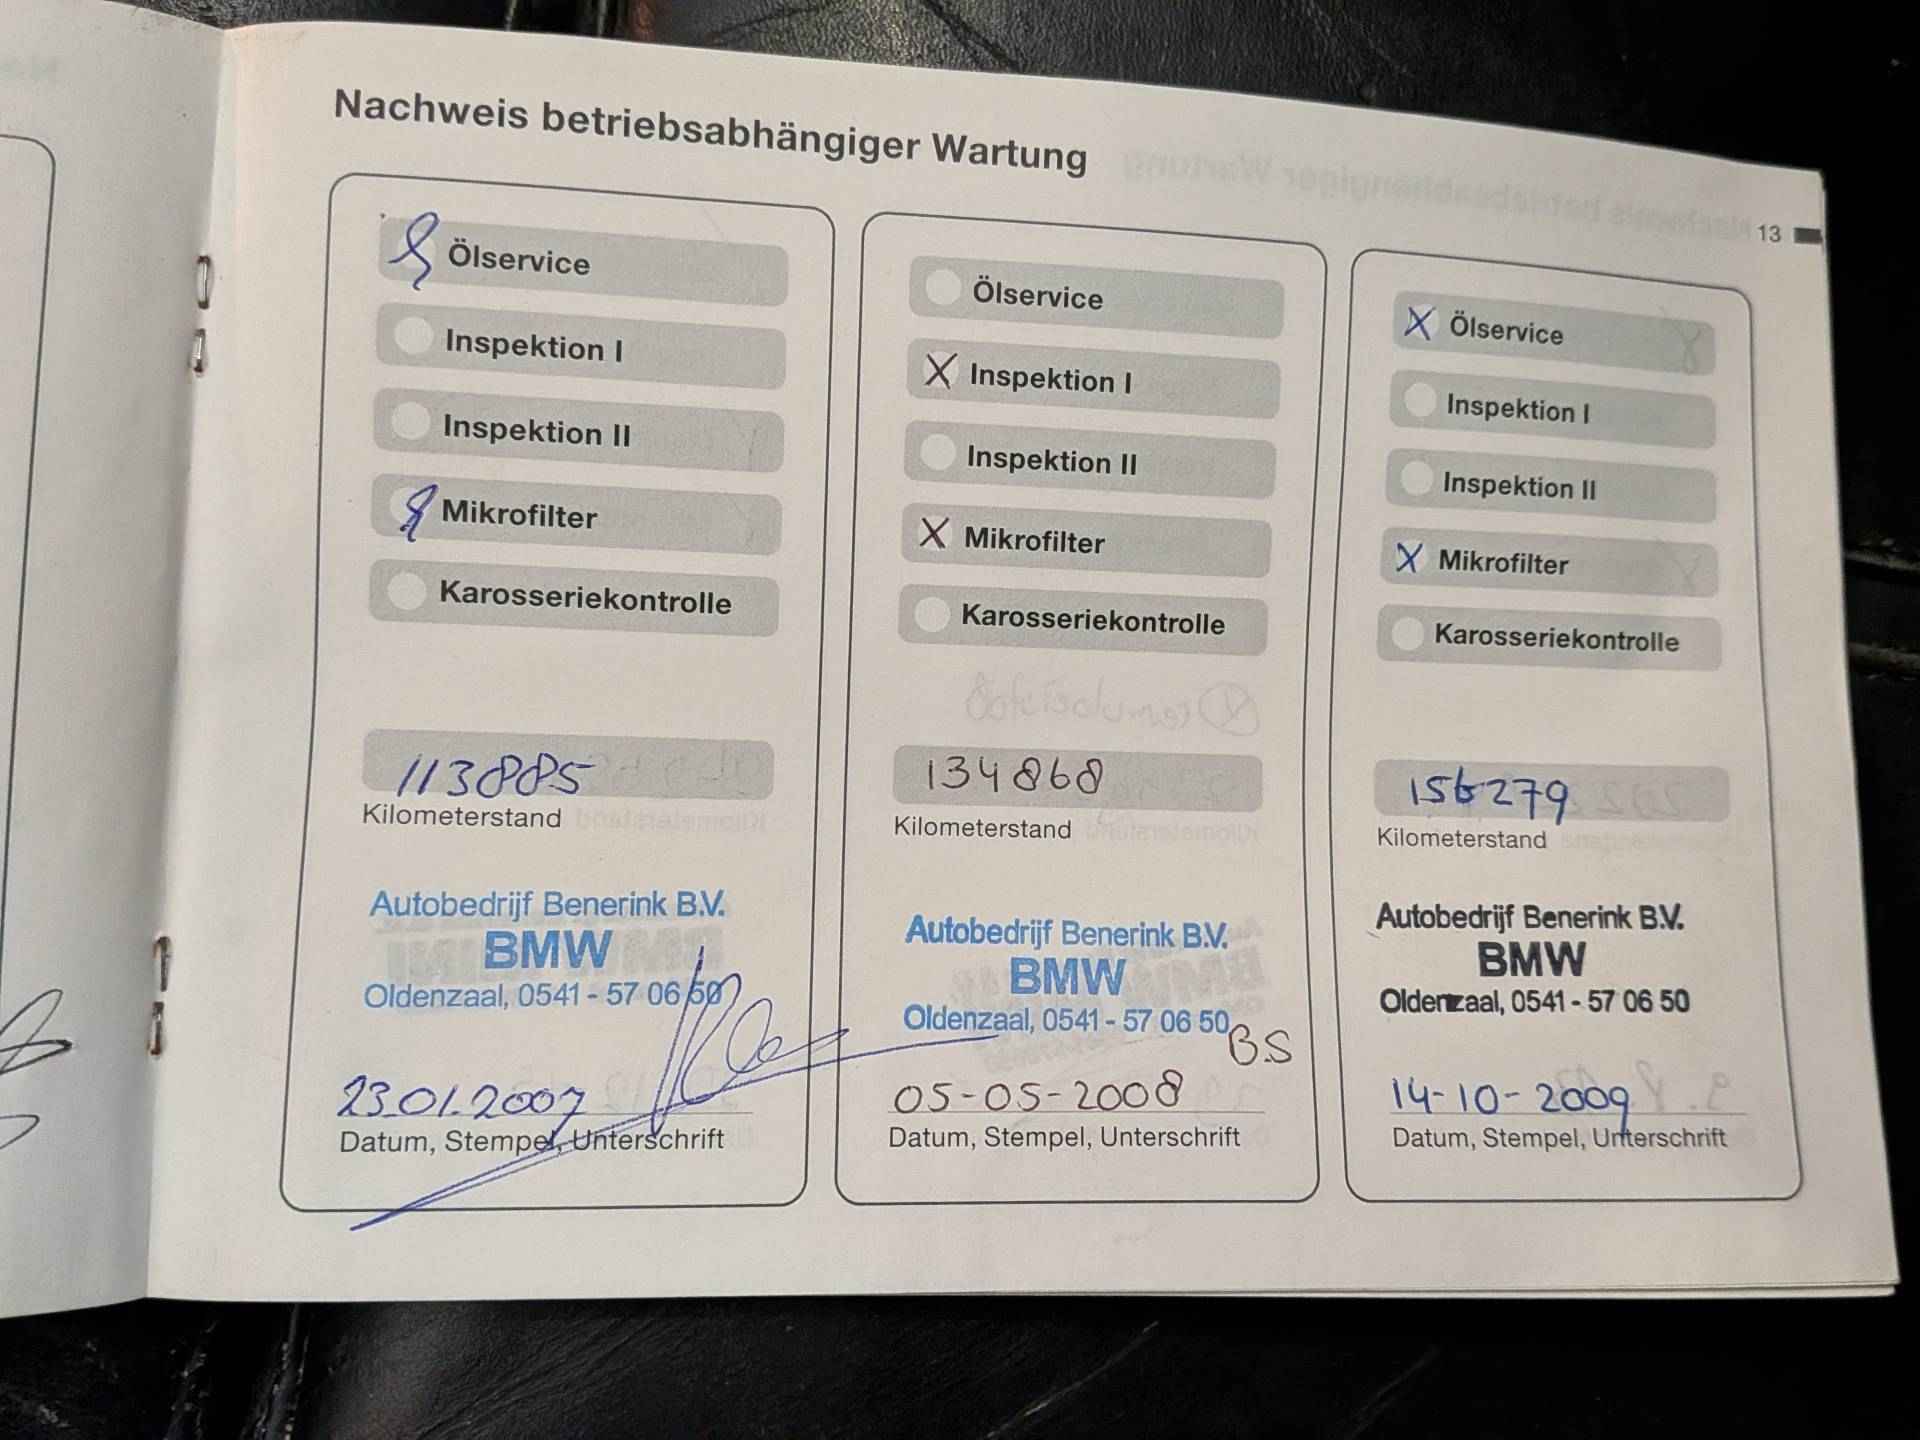 Nachweis betriebsabhängiger Wartung
13
Ölservice
Inspektion I
Inspektion II
Mikrofilter
Karosseriekontrolle
113885
Kilometerstand
Autobedrijf Benerink B.V.
BMW
Oldenzaal, 0541 - 57 06 50
23.01.2007
Datum, Stempel, Unterschrift
Ölservice
X Inspektion I
Inspektion II
X Mikrofilter
Karosseriekontrolle
134868
Kilometerstand
Autobedrijf Benerink B.V.
BMW
Oldenzaal, 0541 - 57 06 50
BS
05-05-2008
Datum, Stempel, Unterschrift
X Ölservice
Inspektion I
Inspektion II
X Mikrofilter
Karosseriekontrolle
156279
Kilometerstand
Autobedrijf Benerink B.V.
BMW
Oldenzaal, 0541 - 57 06 50
14-10-2009
Datum, Stempel, Unterschrift